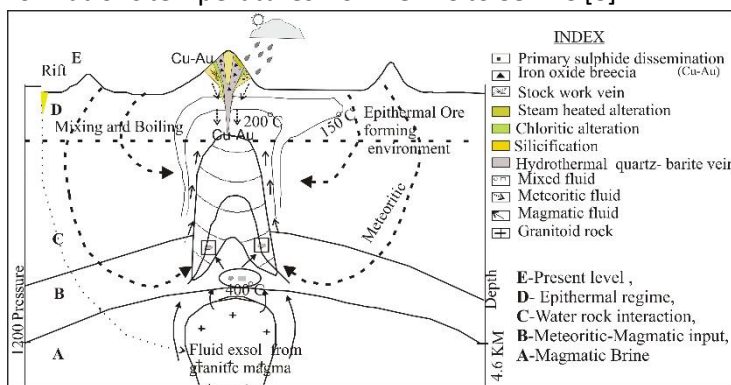 E
Rift
D
Cu-Au
Mixing and Boiling
200°C
Cu-Au
150°C
Epithermal Ore
forming
environment
Meteoritic
C
B
A
400°C
Fluid exsol from
granitic magma
1200 Pressure
Depth
4.6 KM
INDEX
Primary sulphide dissemination
Iron oxide breecia (Cu-Au)
Stock work vein
Steam heated alteration
Chloritic alteration
Silicification
Hydrothermal quartz- barite vein
Mixed fluid
Meteoritic fluid
Magmatic fluid
Granitoid rock
E-Present level ,
D- Epithermal regime,
C-Water rock interaction,
B-Meteoritic-Magmatic input,
A-Magmatic Brine